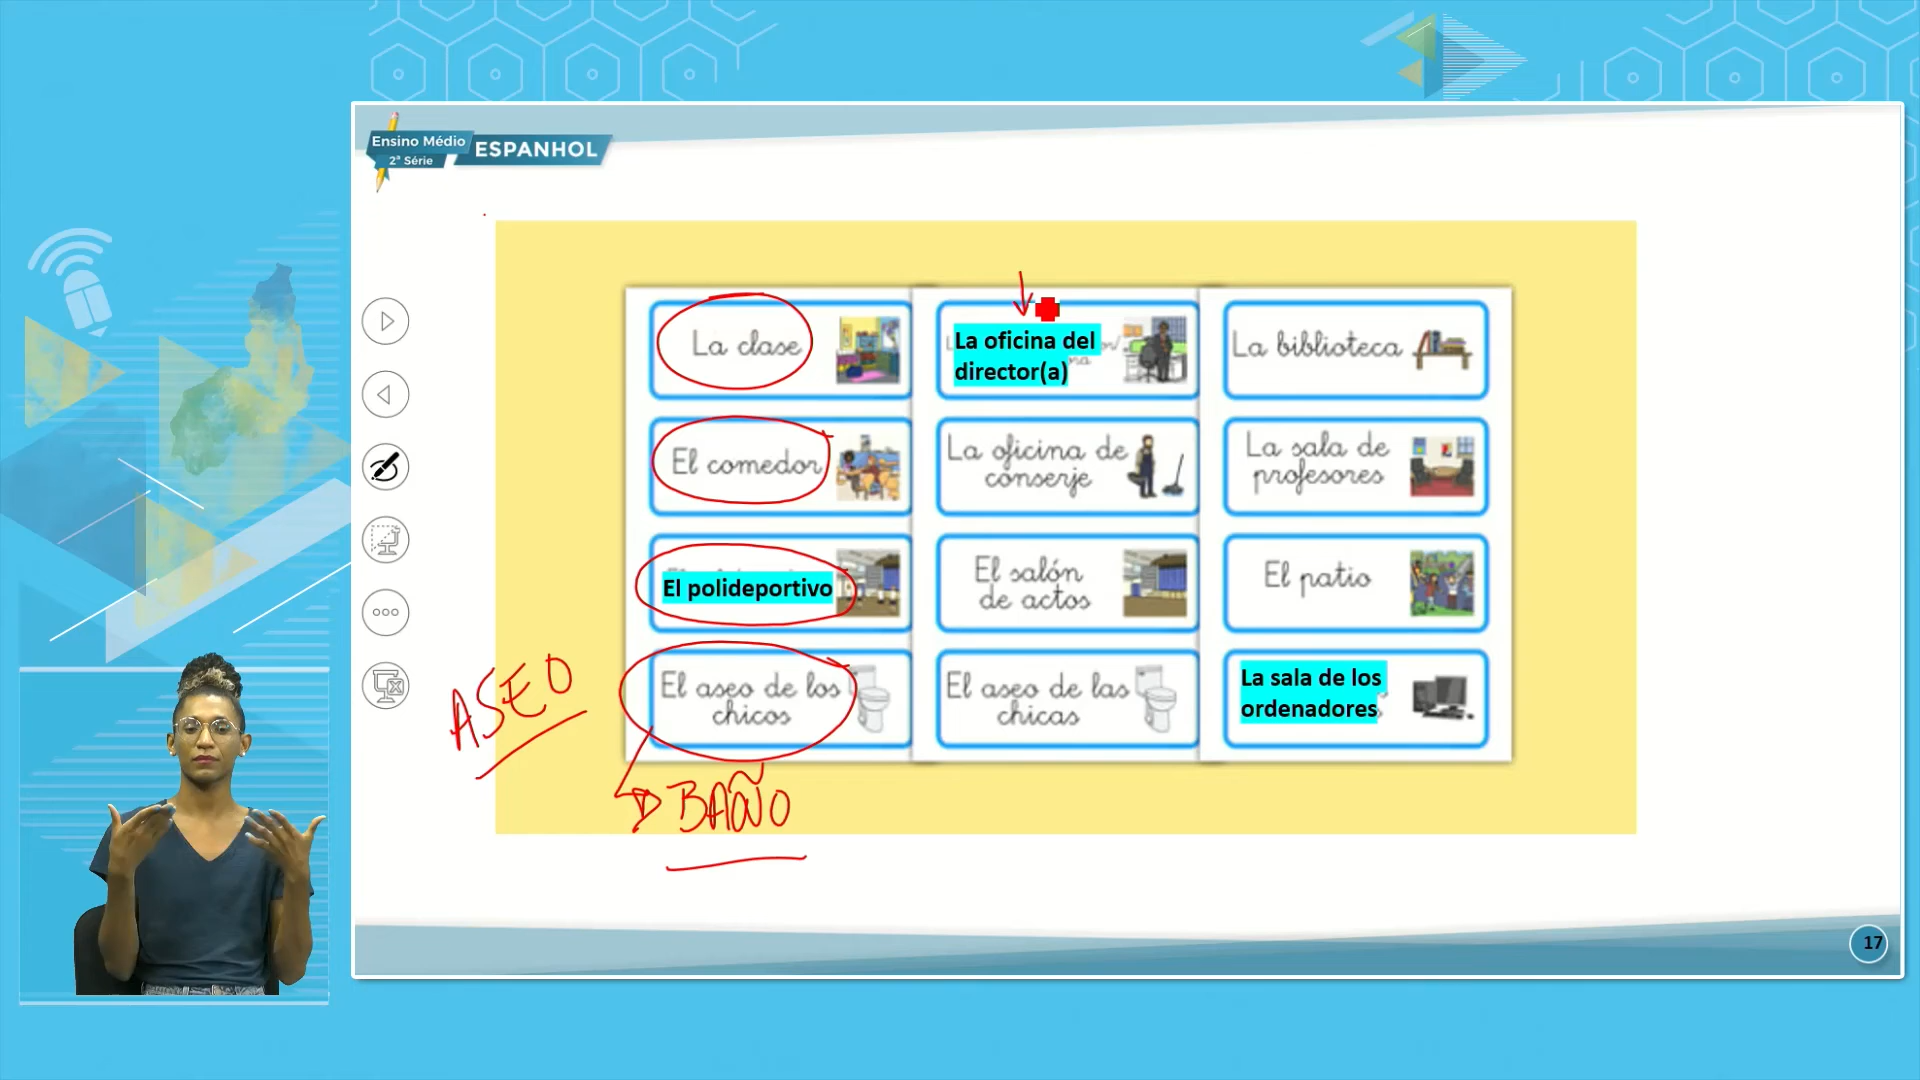 Ensino Médio
2ª Série
ESPANHOL
La clase
La oficina del
director(a)
La biblioteca
El comedor
La oficina de
conserje
La sala de
profesores
El polideportivo
El salón
de actos
El patio
El aseo de los
chicos
El aseo de las
chicas
La sala de los
ordenadores
ASEO
BAÑO
17